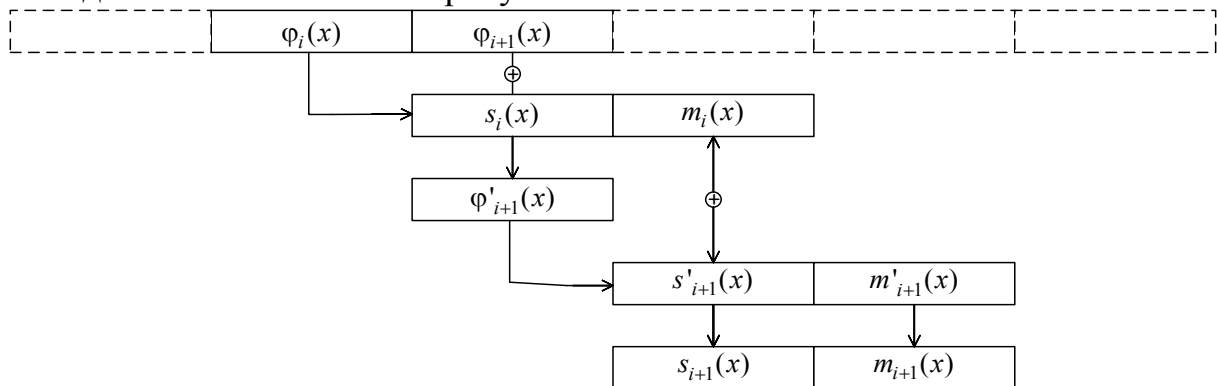 φ_i(x) φ_{i+1}(x)
s_i(x) m_i(x)
φ'_{i+1}(x)
s'_{i+1}(x) m'_{i+1}(x)
s_{i+1}(x) m_{i+1}(x)